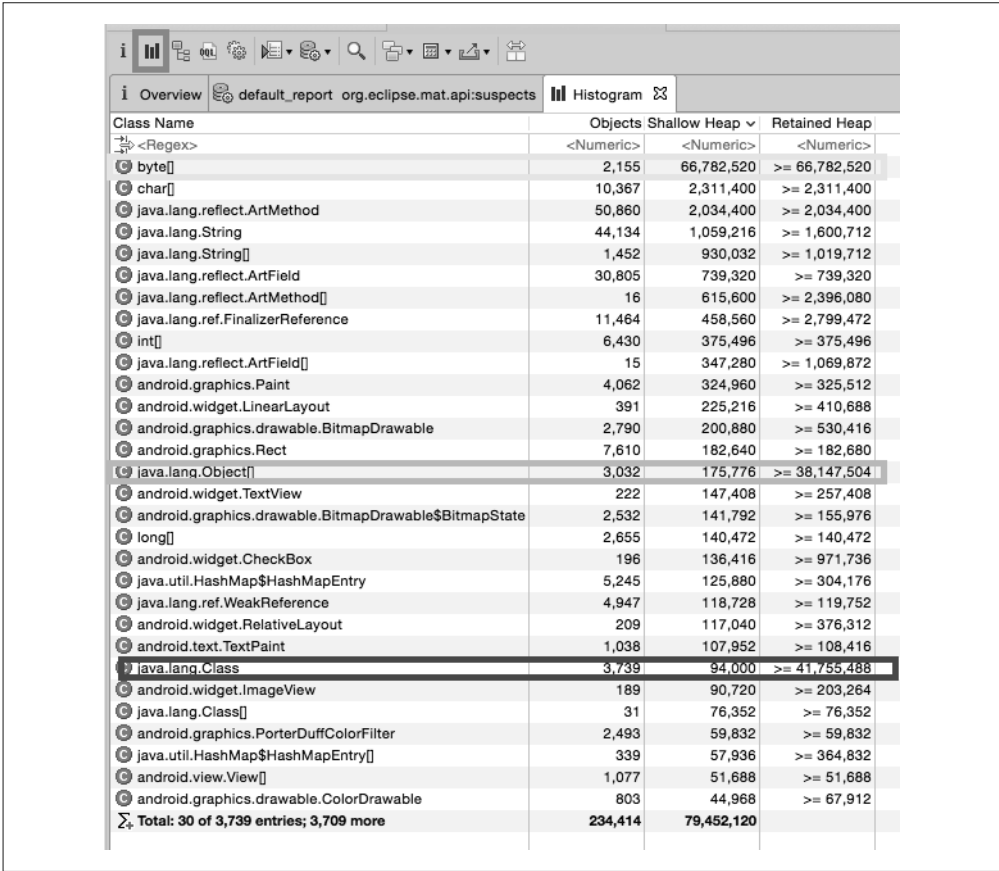 i OQL
i Overview default_report org.eclipse.mat.api:suspects Histogram
Class Name Objects Shallow Heap Retained Heap
<Regex> <Numeric> <Numeric> <Numeric>
byte[] 2,155 66,782,520 >= 66,782,520
char[] 10,367 2,311,400 >= 2,311,400
java.lang.reflect.ArtMethod 50,860 2,034,400 >= 2,034,400
java.lang.String 44,134 1,059,216 >= 1,600,712
java.lang.String[] 1,452 930,032 >= 1,019,712
java.lang.reflect.ArtField 30,805 739,320 >= 739,320
java.lang.reflect.ArtMethod[] 16 615,600 >= 2,396,080
java.lang.ref.FinalizerReference 11,464 458,560 >= 2,799,472
int[] 6,430 375,496 >= 375,496
java.lang.reflect.ArtField[] 15 347,280 >= 1,069,872
android.graphics.Paint 4,062 324,960 >= 325,512
android.widget.LinearLayout 391 225,216 >= 410,688
android.graphics.drawable.BitmapDrawable 2,790 200,880 >= 530,416
android.graphics.Rect 7,610 182,640 >= 182,680
java.lang.Object[] 3,032 175,776 >= 38,147,504
android.widget.TextView 222 147,408 >= 257,408
android.graphics.drawable.BitmapDrawable$BitmapState 2,532 141,792 >= 155,976
long[] 2,655 140,472 >= 140,472
android.widget.CheckBox 196 136,416 >= 971,736
java.util.HashMap$HashMapEntry 5,245 125,880 >= 304,176
java.lang.ref.WeakReference 4,947 118,728 >= 119,752
android.widget.RelativeLayout 209 117,040 >= 376,312
android.text.TextPaint 1,038 107,952 >= 108,416
java.lang.Class 3,739 94,000 >= 41,755,488
android.widget.ImageView 189 90,720 >= 203,264
java.lang.Class[] 31 76,352 >= 76,352
android.graphics.PorterDuffColorFilter 2,493 59,832 >= 59,832
java.util.HashMap$HashMapEntry[] 339 57,936 >= 364,832
android.view.View[] 1,077 51,688 >= 51,688
android.graphics.drawable.ColorDrawable 803 44,968 >= 67,912
Total: 30 of 3,739 entries; 3,709 more 234,414 79,452,120